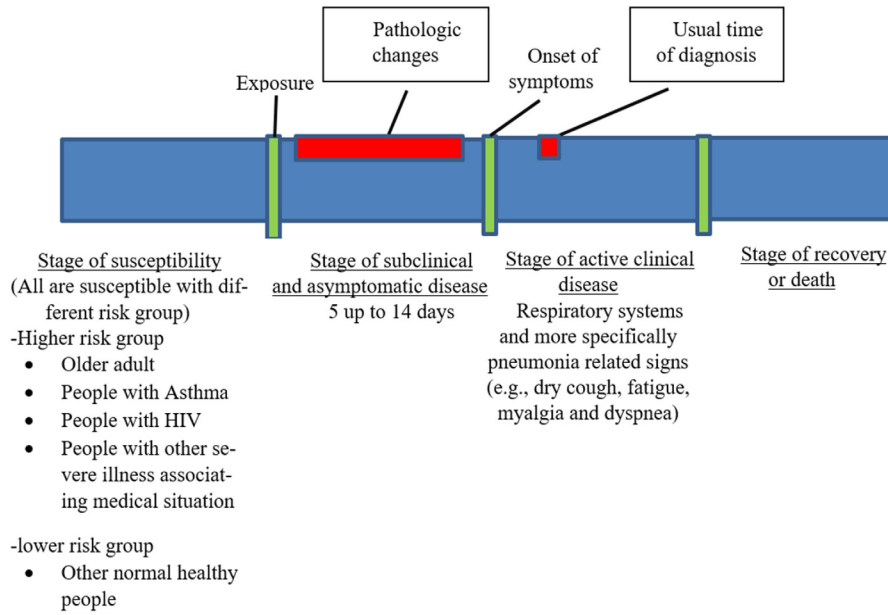 Pathologic
changes
Usual time
of diagnosis
Onset of
symptoms
Exposure
Stage of susceptibility
(All are susceptible with dif-
ferent risk group)
-Higher risk group
• Older adult
• People with Asthma
• People with HIV
• People with other se-
vere illness associat-
ing medical situation
-lower risk group
• Other normal healthy
people
Stage of subclinical
and asymptomatic disease
5 up to 14 days
Stage of active clinical
disease
Respiratory systems
and more specifically
pneumonia related signs
(e.g., dry cough, fatigue,
myalgia and dyspnea)
Stage of recovery
or death